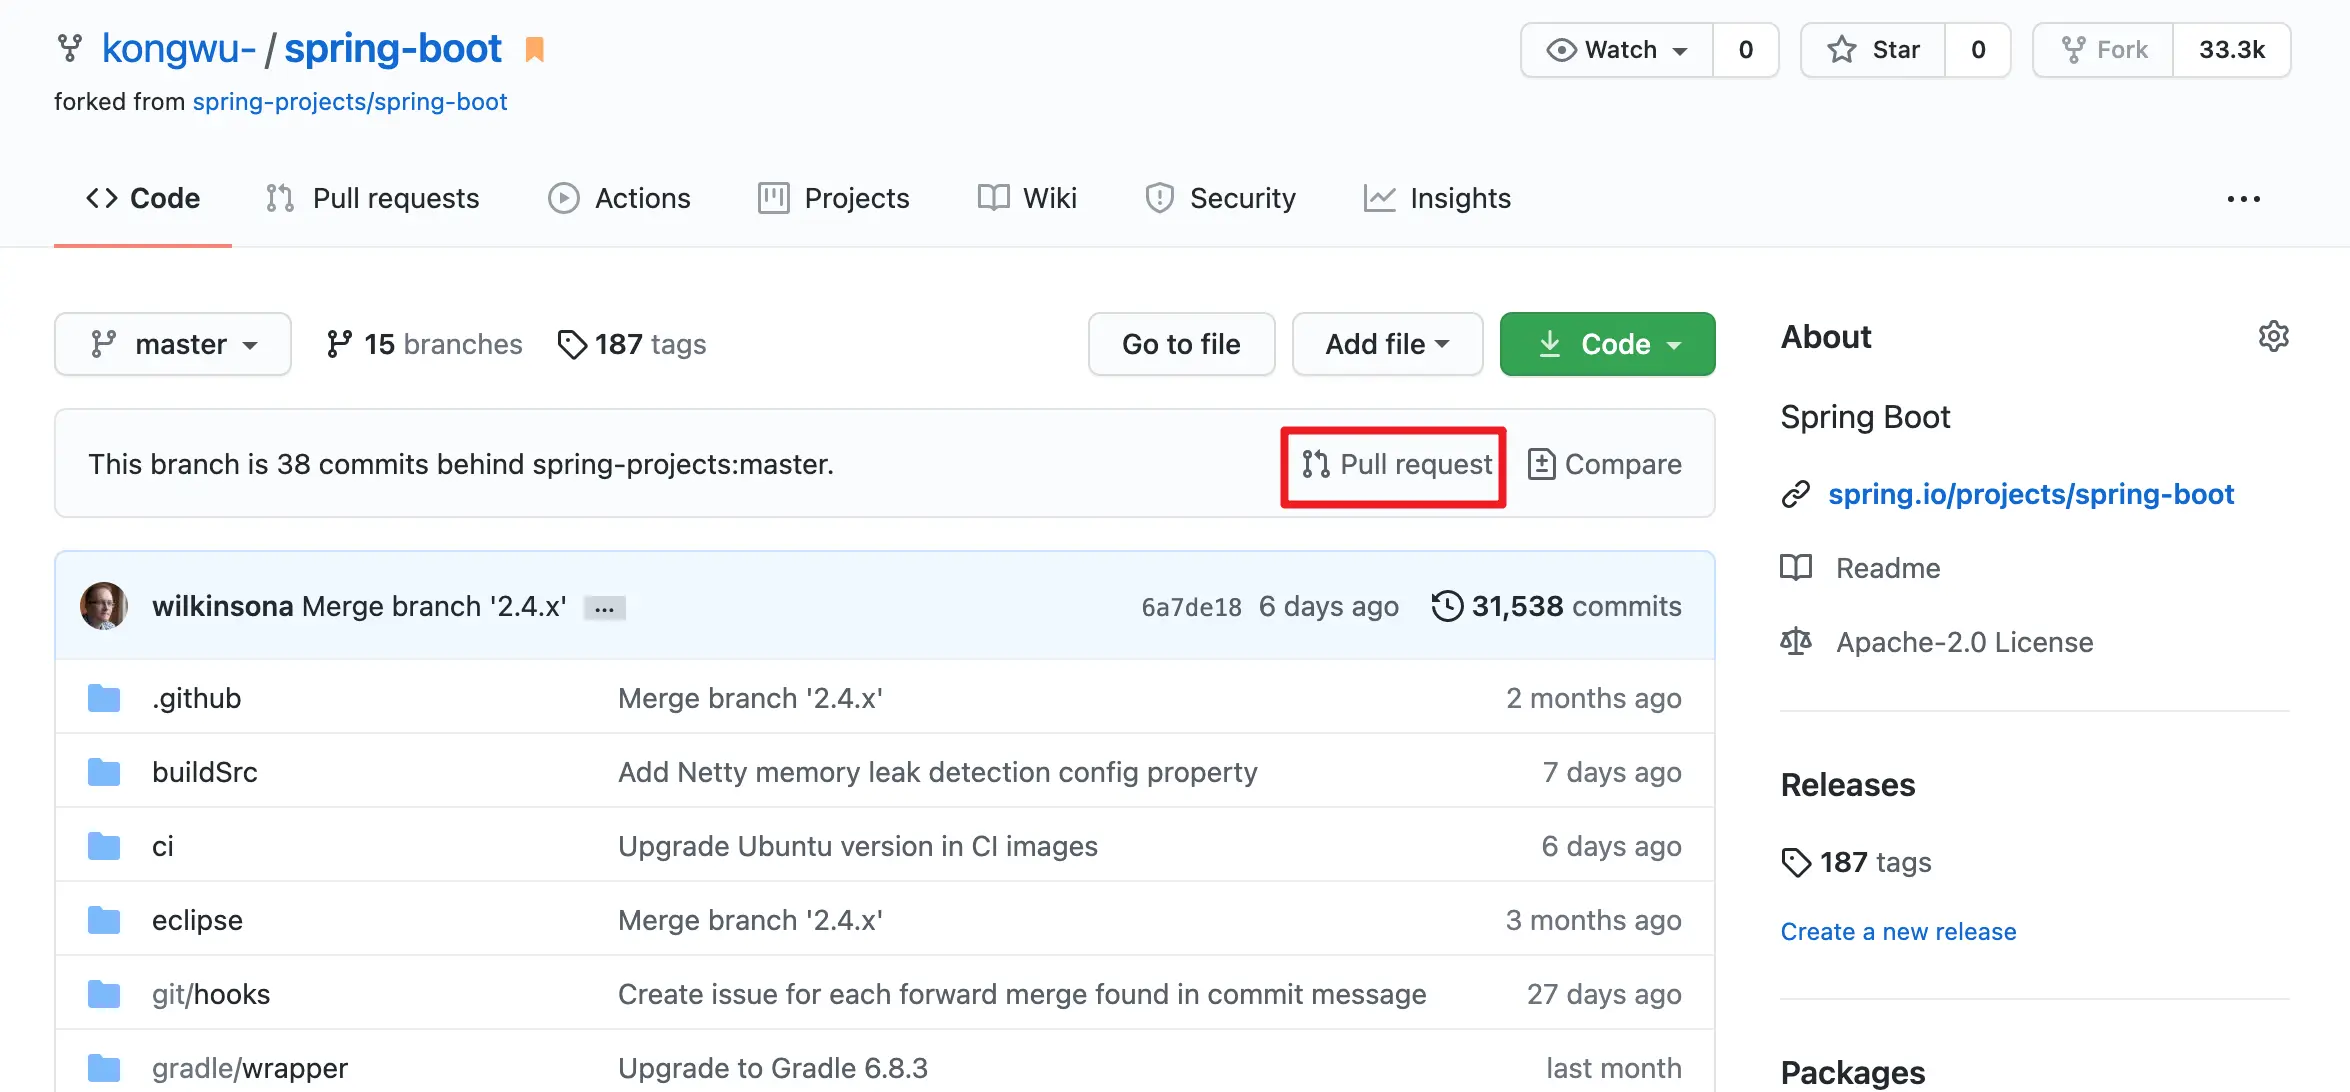 kongwu- / spring-boot
Watch 0
Star 0
Fork 33.3k
forked from spring-projects/spring-boot
Code
Pull requests
Actions
Projects
Wiki
Security
Insights
...
master
15 branches
187 tags
Go to file
Add file
Code
This branch is 38 commits behind spring-projects:master.
Pull request
Compare
wilkinsona Merge branch '2.4.x' ... 6a7de18 6 days ago 31,538 commits
.github Merge branch '2.4.x' 2 months ago
buildSrc Add Netty memory leak detection config property 7 days ago
ci Upgrade Ubuntu version in CI images 6 days ago
eclipse Merge branch '2.4.x' 3 months ago
git/hooks Create issue for each forward merge found in commit message 27 days ago
gradle/wrapper Upgrade to Gradle 6.8.3 last month
About
Spring Boot
spring.io/projects/spring-boot
Readme
Apache-2.0 License
Releases
187 tags
Create a new release
Packages